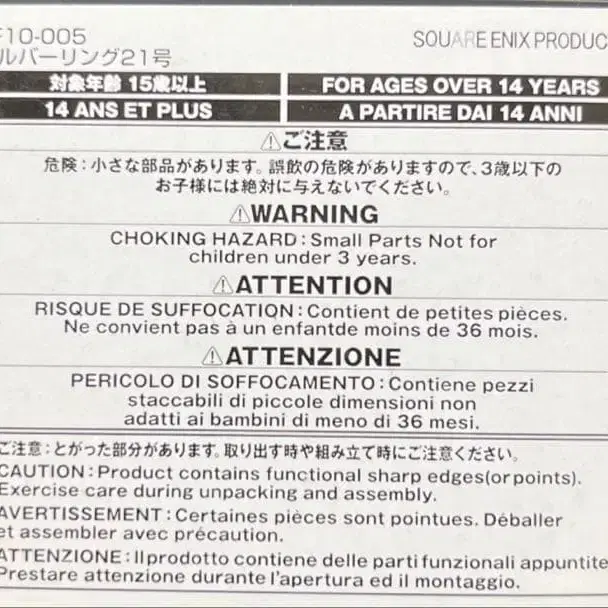 F10-005
SQUARE ENIX PRODUC
ルバーリング21号
対象年齢 15歳以上
FOR AGES OVER 14 YEARS
14 ANS ET PLUS
A PARTIRE DAI 14 ANNI
⚠ご注意
危険:小さな部品があります。誤飲の危険がありますので、3歳以下の
お子様には絶対に与えないでください。
⚠WARNING
CHOKING HAZARD:Small Parts Not for
children under 3 years.
⚠ATTENTION
RISQUE DE SUFFOCATION:Contient de petites pièces.
Ne convient pas à un enfantde moins de 36 mois.
⚠ATTENZIONE
PERICOLO DI SOFFOCAMENTO:Contiene pezzi
staccabili di piccole dimensioni non
adatti ai bambini di meno di 36 mesi.
ご注意:とがった部分があります。取り出す時や組み立て時にご注意ください。
CAUTION:Product contains functional sharp edges(or points).
Exercise care during unpacking and assembly.
AVERTISSEMENT:Certaines pièces sont pointues. Déballer
et assembler avec précaution.
ATTENZIONE:Il prodotto contiene delle parti funzionali appuntite
Prestare attenzione durante l'apertura ed il montaggio.